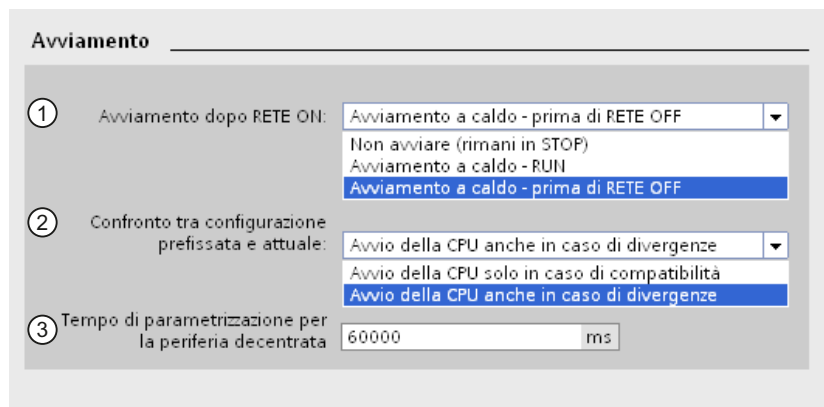 Avviamento
1
Avviamento dopo RETE ON:
Avviamento a caldo - prima di RETE OFF
Non avviare (rimani in STOP)
Avviamento a caldo - RUN
Avviamento a caldo - prima di RETE OFF
2
Confronto tra configurazione
prefissata e attuale:
Avvio della CPU anche in caso di divergenze
Avvio della CPU solo in caso di compatibilità
Avvio della CPU anche in caso di divergenze
3
Tempo di parametrizzazione per
la periferia decentrata
60000 ms